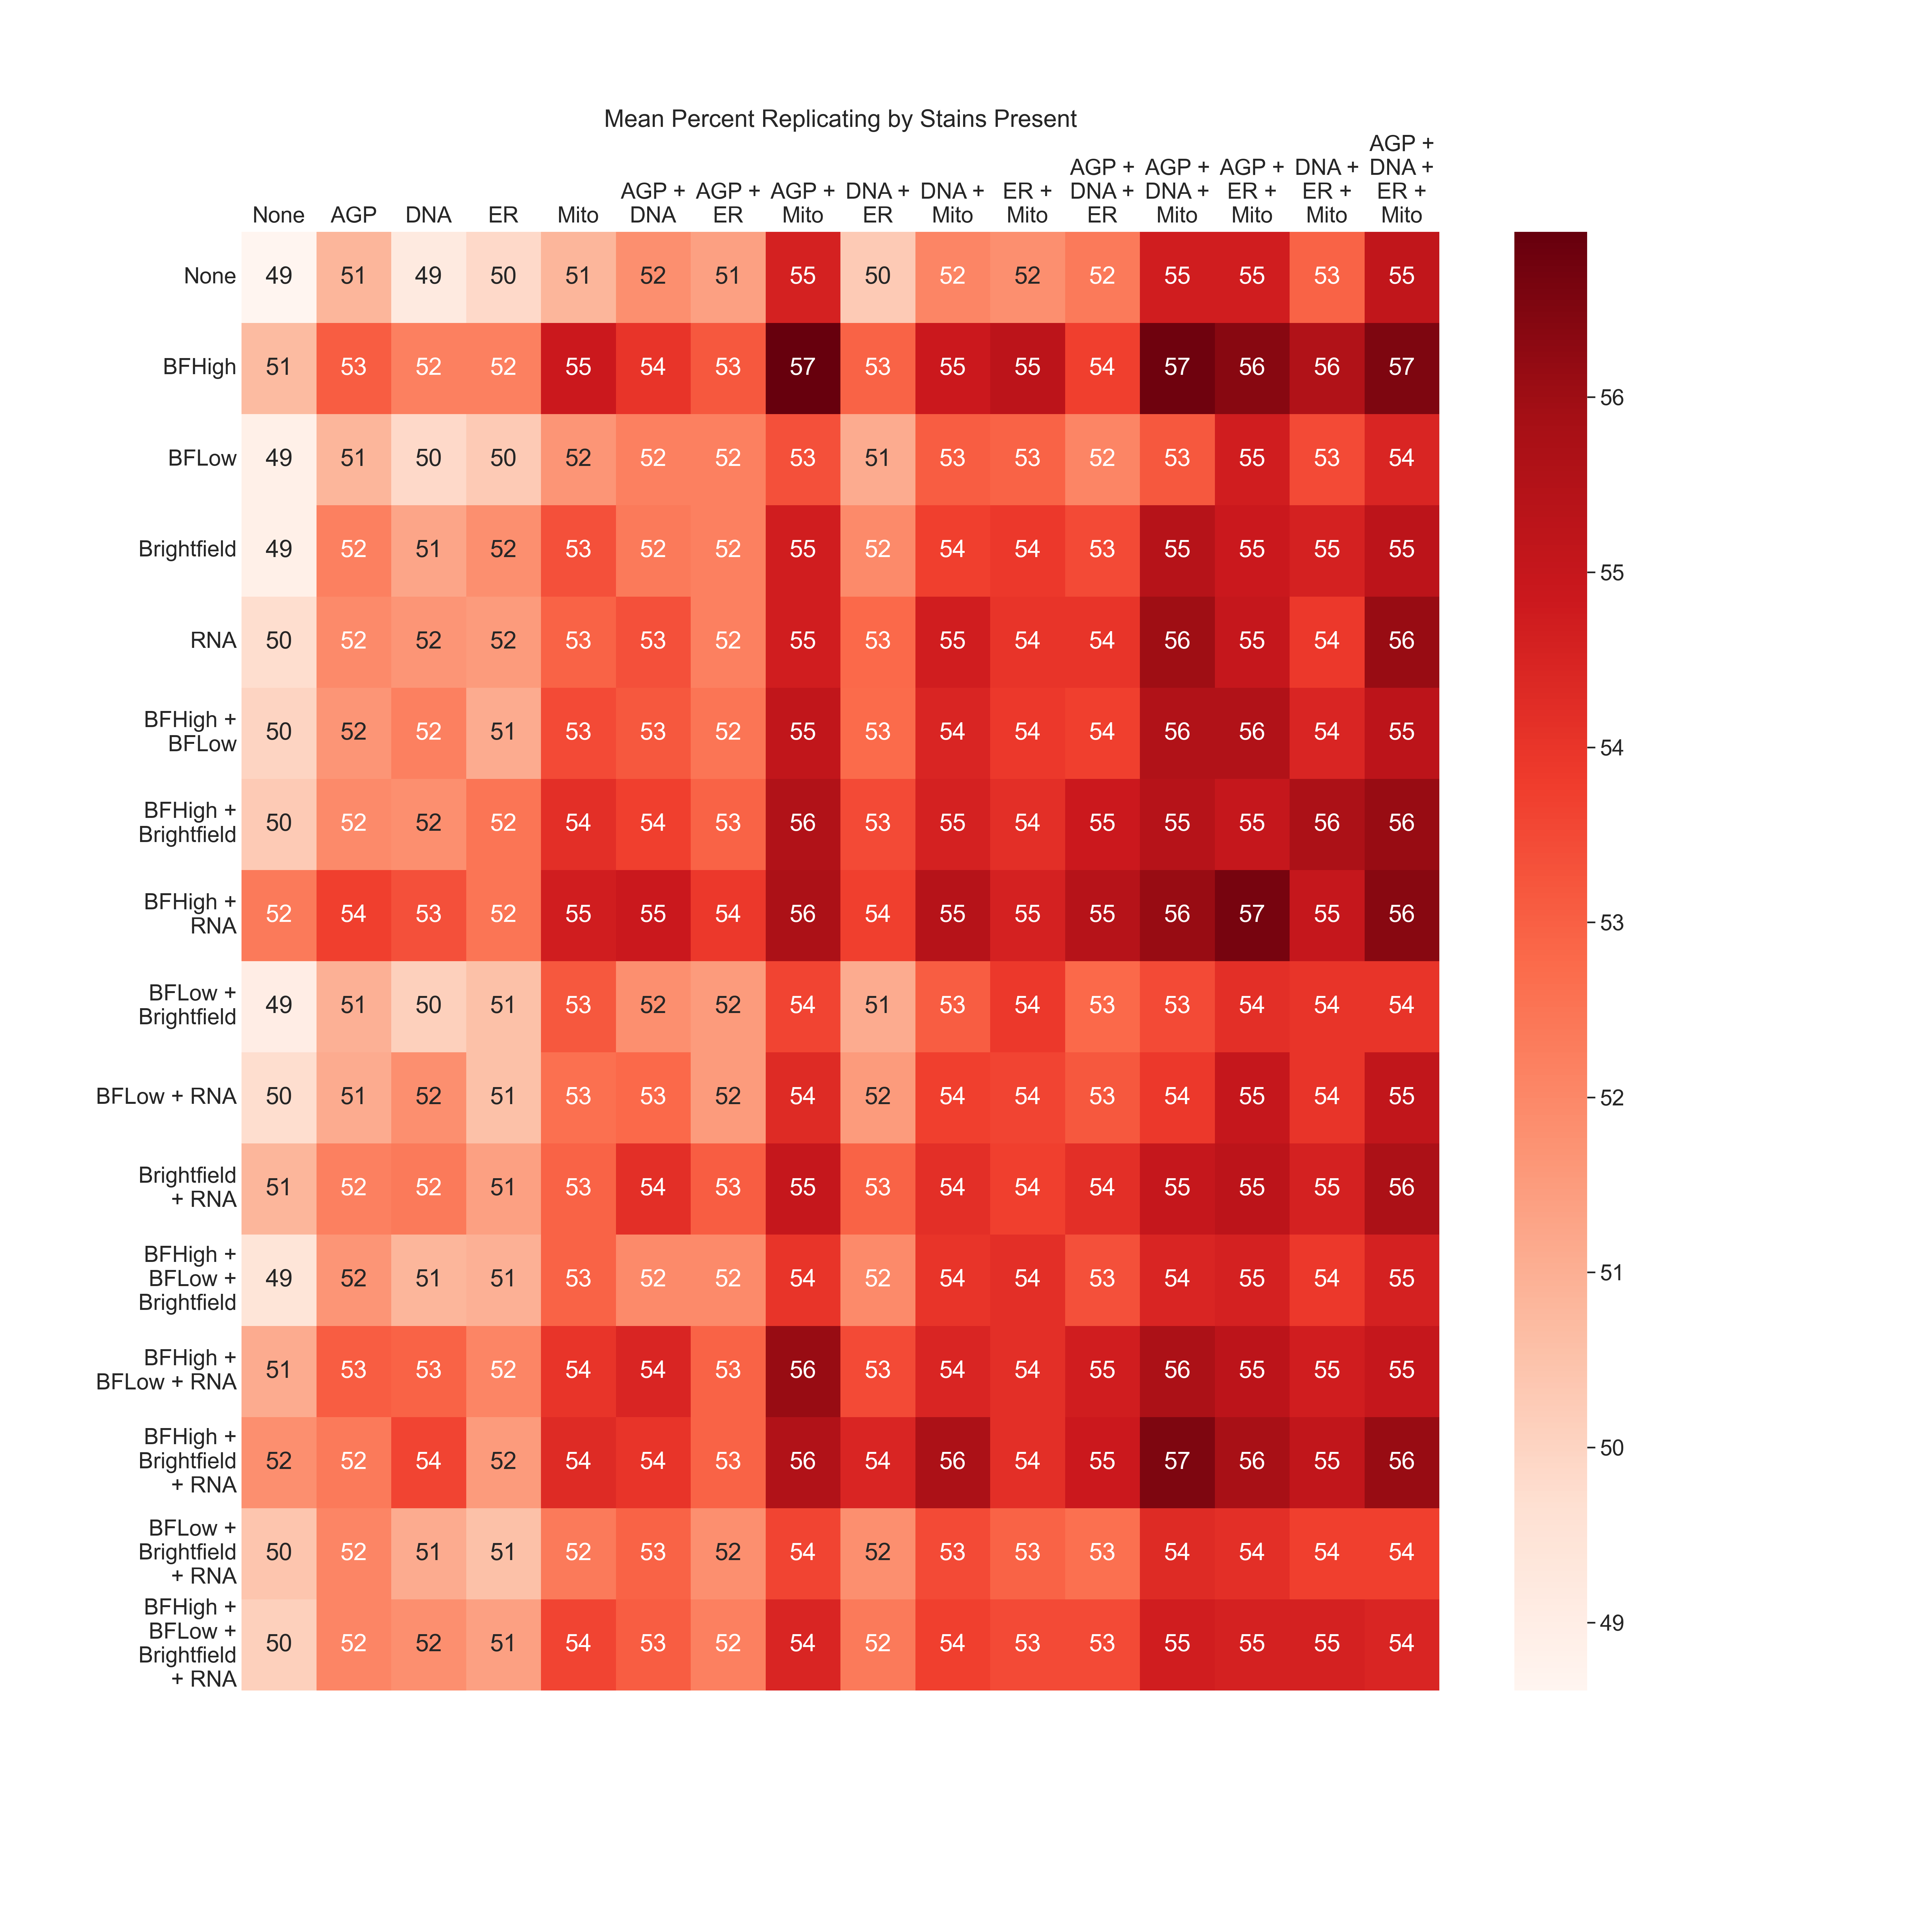 Mean Percent Replicating by Stains Present
None AGP DNA ER Mito AGP + DNA AGP + ER AGP + Mito DNA + ER DNA + Mito ER + Mito AGP + DNA + ER AGP + DNA + Mito AGP + ER + Mito DNA + ER + Mito AGP + DNA + ER + Mito
None 49 51 49 50 51 52 51 55 50 52 52 52 55 55 53 55
BFHigh 51 53 52 52 55 54 53 57 53 55 55 54 57 56 56 57
BFLow 49 51 50 50 52 52 52 53 51 53 53 52 53 55 53 54
Brightfield 49 52 51 52 53 52 52 55 52 54 54 53 55 55 55 55
RNA 50 52 52 52 53 53 52 55 53 55 54 54 56 55 54 56
BFHigh +
BFLow 50 52 52 51 53 53 52 55 53 54 54 54 56 56 54 55
BFHigh +
Brightfield 50 52 52 52 54 54 53 56 53 55 54 55 55 55 56 56
BFHigh +
RNA 52 54 53 52 55 55 54 56 54 55 55 55 56 57 55 56
BFLow +
Brightfield 49 51 50 51 53 52 52 54 51 53 54 53 53 54 54 54
BFLow + RNA 50 51 52 51 53 53 52 54 52 54 54 53 54 55 54 55
Brightfield
+ RNA 51 52 52 51 53 54 53 55 53 54 54 54 55 55 55 56
BFHigh +
BFLow +
Brightfield 49 52 51 51 53 52 52 54 52 54 54 53 54 55 54 55
BFHigh +
BFLow + RNA 51 53 53 52 54 54 53 56 53 54 54 55 56 55 55 55
BFHigh +
Brightfield
+ RNA 52 52 54 52 54 54 53 56 54 56 54 55 57 56 55 56
BFLow +
Brightfield
+ RNA 50 52 51 51 52 53 52 54 52 53 53 53 54 54 54 54
BFHigh +
BFLow +
Brightfield
+ RNA 50 52 52 51 54 53 52 54 52 54 53 53 55 55 55 54
56
55
54
53
52
51
50
49